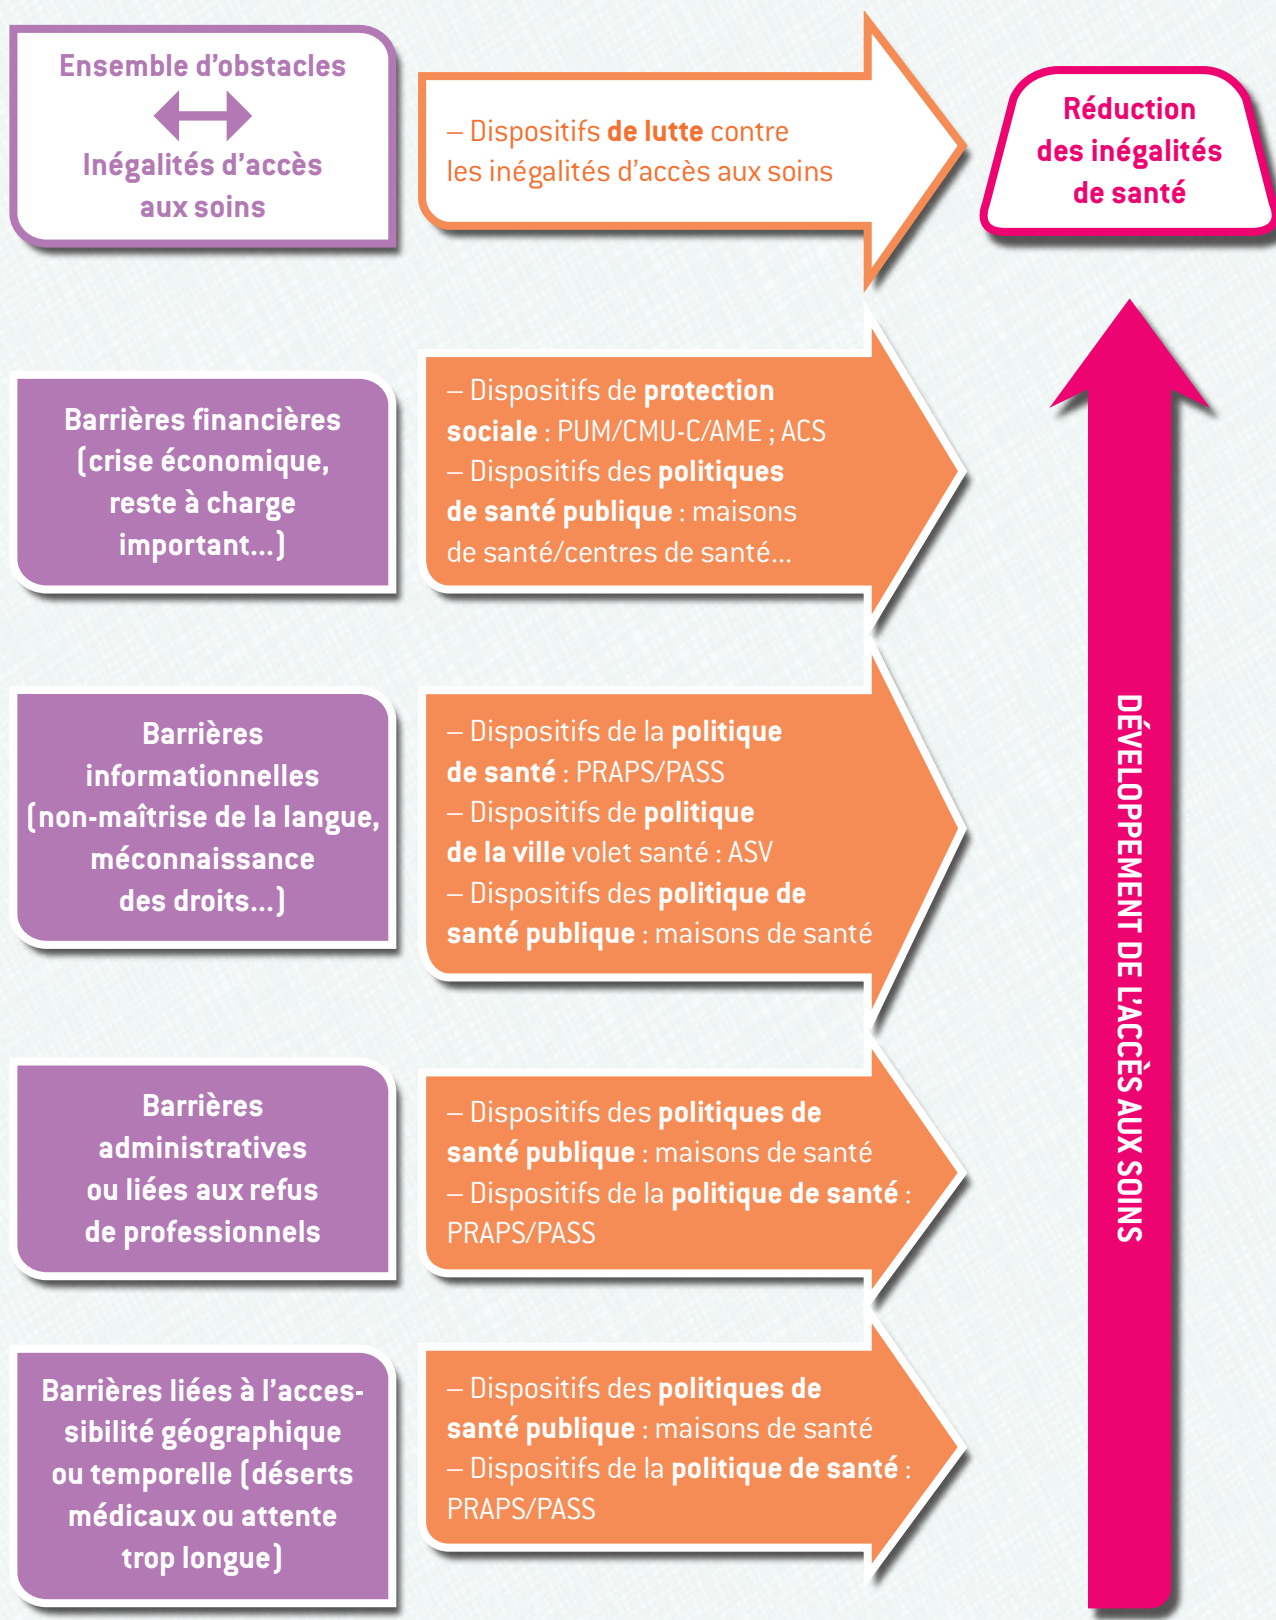 Ensemble d’obstacles
Inégalités d’accès
aux soins
– Dispositifs de lutte contre
les inégalités d’accès aux soins
Réduction
des inégalités
de santé
Barrières financières
(crise économique,
reste à charge
important...)
– Dispositifs de protection
sociale : PUM/CMU-C/AME ; ACS
– Dispositifs des politiques
de santé publique : maisons
de santé/centres de santé...
Barrières
informationnelles
(non-maîtrise de la langue,
méconnaissance
des droits...)
– Dispositifs de la politique
de santé : PRAPS/PASS
– Dispositifs de politique
de la ville volet santé : ASV
– Dispositifs des politique de
santé publique : maisons de santé
Barrières
administratives
ou liées aux refus
de professionnels
– Dispositifs des politiques de
santé publique : maisons de santé
– Dispositifs de la politique de santé :
PRAPS/PASS
Barrières liées à l’acces-
sibilité géographique
ou temporelle (déserts
médicaux ou attente
trop longue)
– Dispositifs des politiques de
santé publique : maisons de santé
– Dispositifs de la politique de santé :
PRAPS/PASS
DÉVELOPPEMENT DE L’ACCÈS AUX SOINS